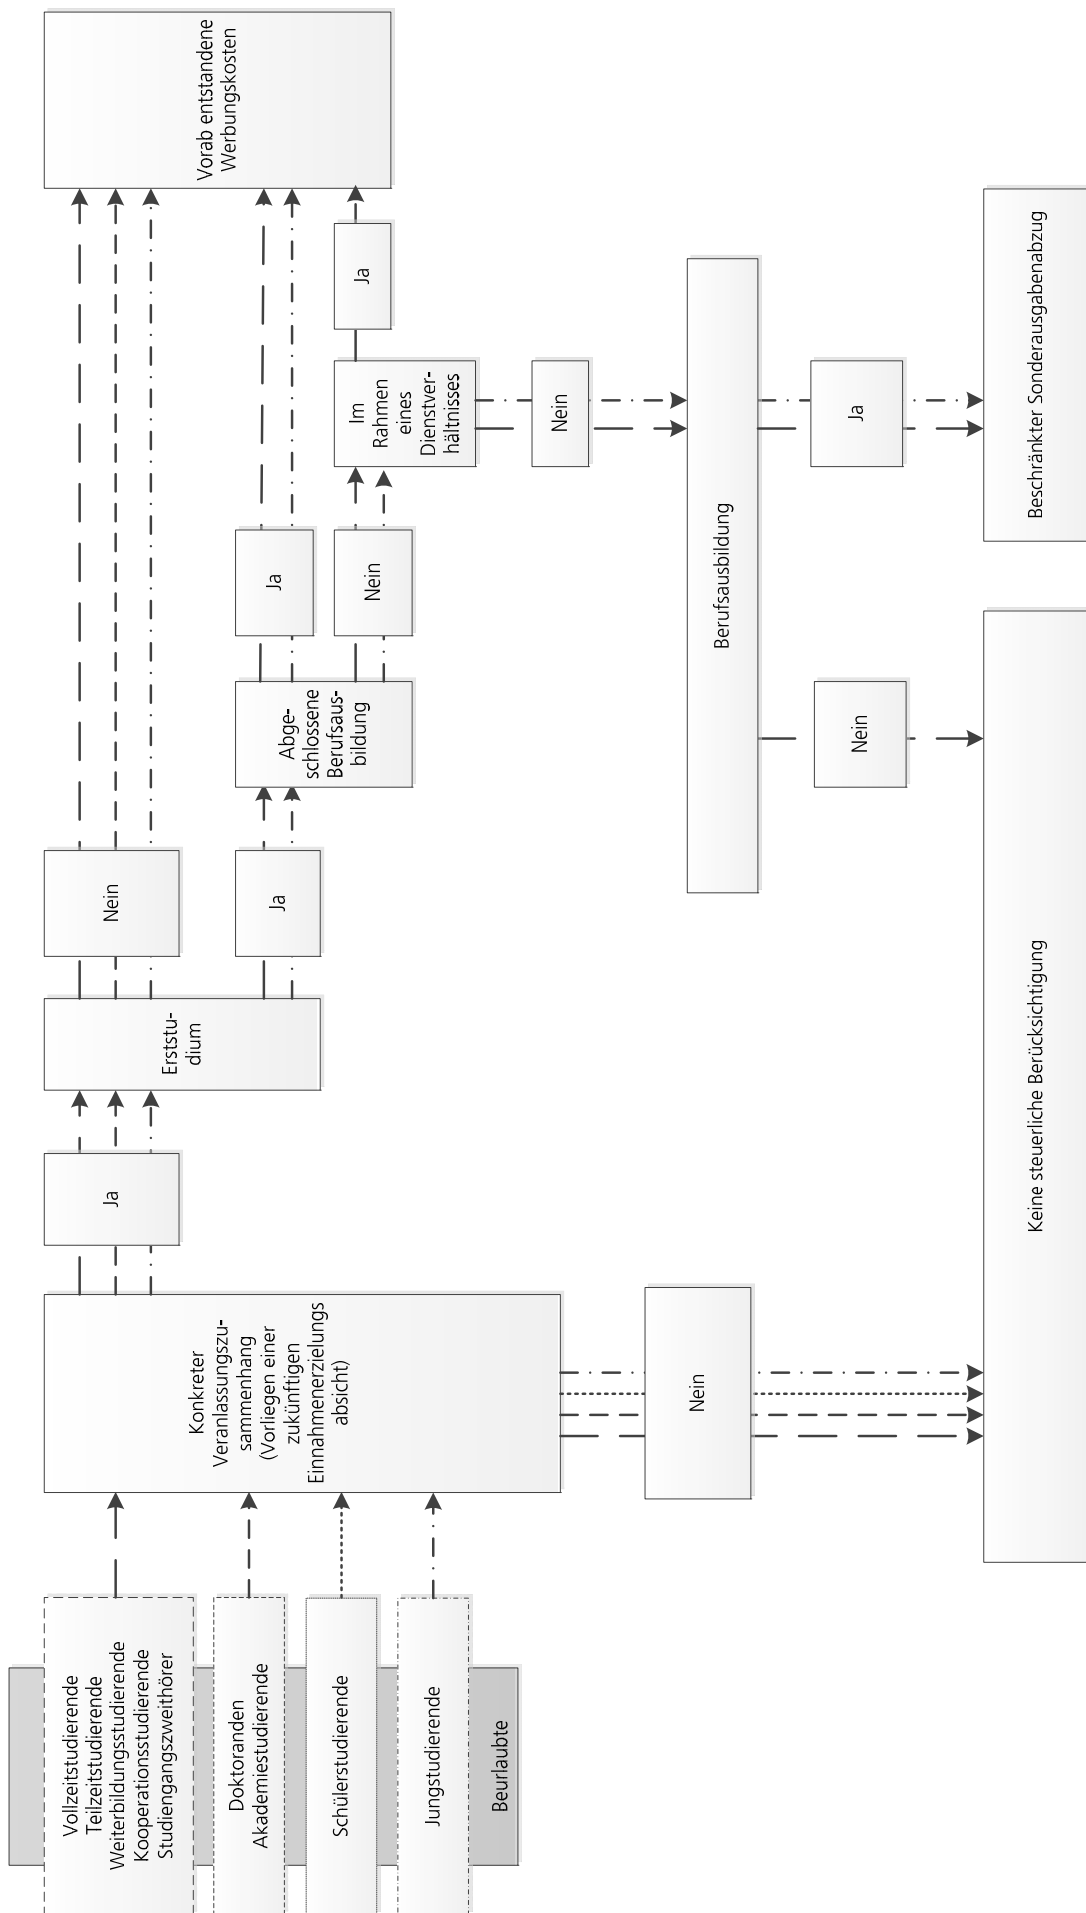 Vollzeitstudierende
Teilzeitstudierende
Weiterbildungsstudierende
Kooperationsstudierende
Studiengangszweithörer
Doktoranden
Akademiestudierende
Schülerstudierende
Jungstudierende
Beurlaubte
Konkreter
Veranlassungszu-
sammenhang
(Vorliegen einer
zukünftigen
Einnahmenerzielungs
absicht)
Ja
Nein
Erststu-
dium
Nein
Ja
Abge-
schlossene
Berufsaus-
bildung
Ja
Nein
Im
Rahmen
eines
Dienstver-
hältnisses
Ja
Nein
Vorab entstandene
Werbungskosten
Berufsausbildung
Nein
Ja
Keine steuerliche Berücksichtigung
Beschränkter Sonderausgabenabzug